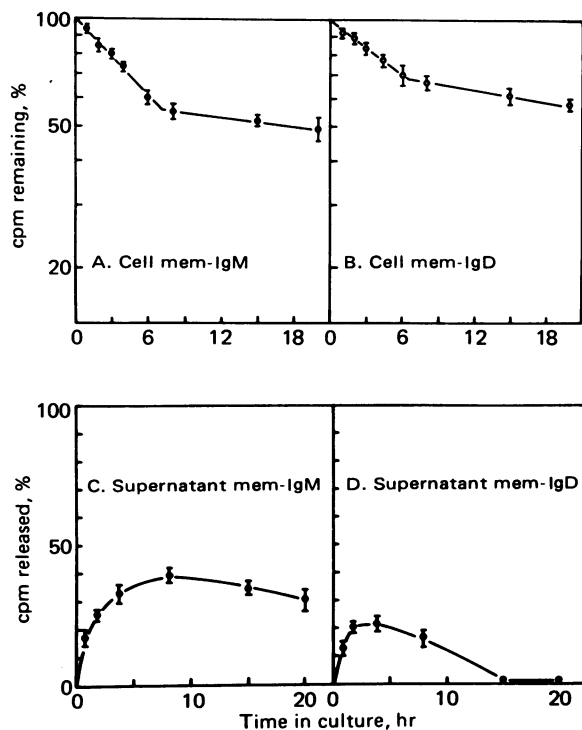 100
50
20
cpm remaining, %
A. Cell mem-IgM
B. Cell mem-IgD
0 6 12 18 0 6 12 18
100
50
0
cpm released, %
C. Supernatant mem-IgM
D. Supernatant mem-IgD
0 10 20 0 10 20
Time in culture, hr